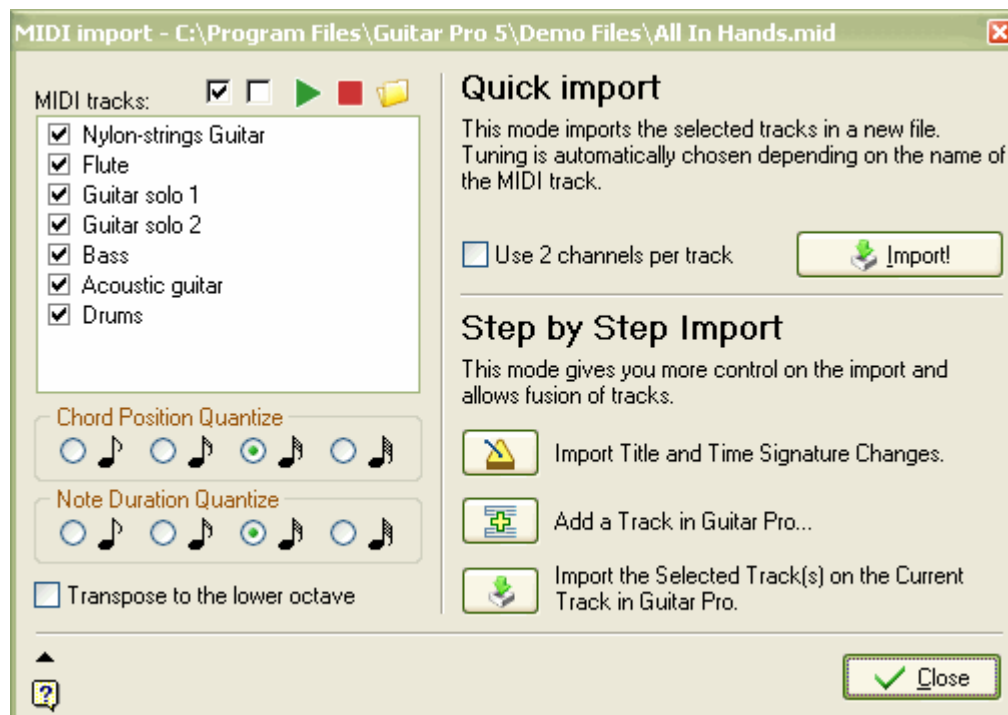 MIDI import - C:\Program Files\Guitar Pro 5\Demo Files\All In Hands.mid
MIDI tracks:
Nylon-strings Guitar
Flute
Guitar solo 1
Guitar solo 2
Bass
Acoustic guitar
Drums
Chord Position Quantize
Note Duration Quantize
Transpose to the lower octave
Quick import
This mode imports the selected tracks in a new file.
Tuning is automatically chosen depending on the name of
the MIDI track.
Use 2 channels per track
Import!
Step by Step Import
This mode gives you more control on the import and
allows fusion of tracks.
Import Title and Time Signature Changes.
Add a Track in Guitar Pro...
Import the Selected Track(s) on the Current
Track in Guitar Pro.
?
Close